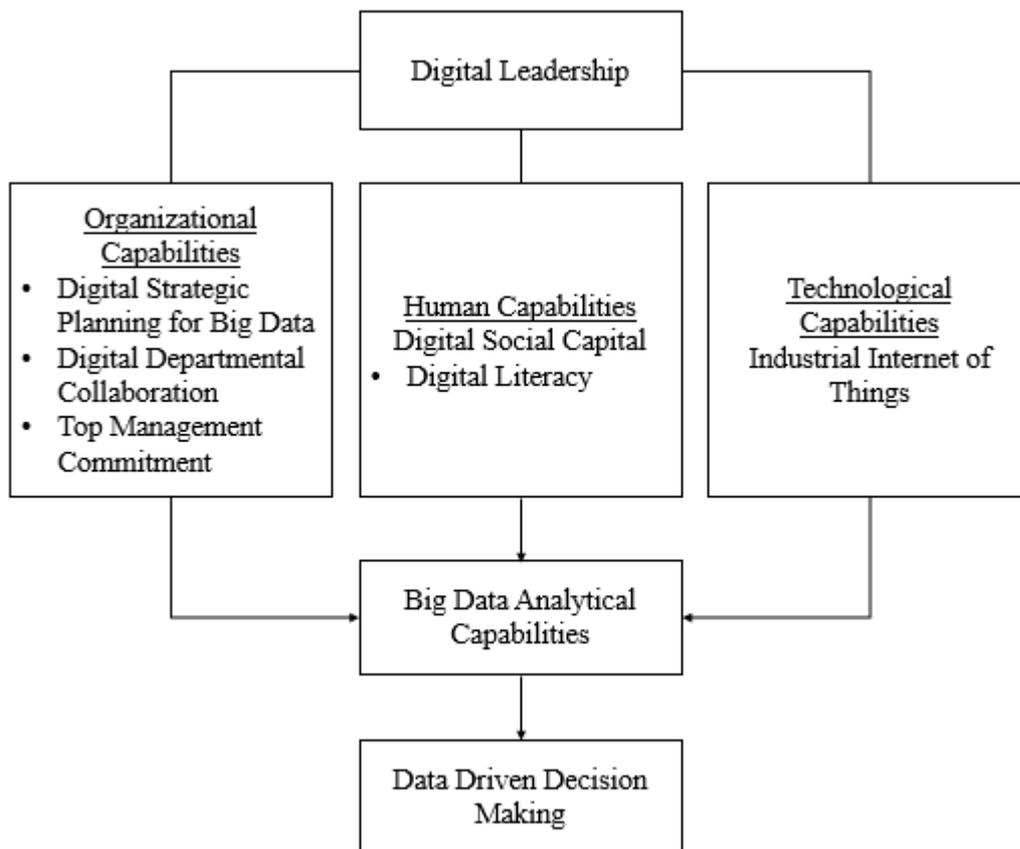 Digital Leadership
Organizational
Capabilities
• Digital Strategic
Planning for Big Data
• Digital Departmental
Collaboration
• Top Management
Commitment
Human Capabilities
Digital Social Capital
• Digital Literacy
Technological
Capabilities
Industrial Internet of
Things
Big Data Analytical
Capabilities
Data Driven Decision
Making